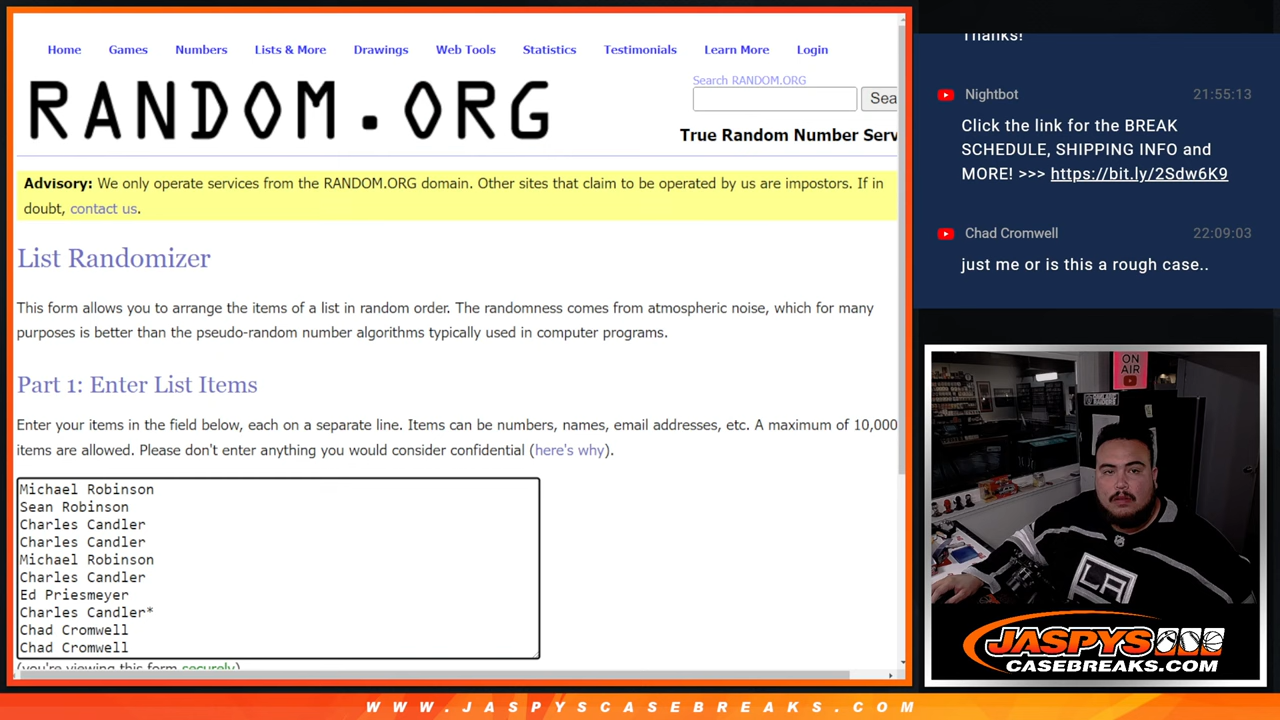 Home Games Numbers Lists & More Drawings Web Tools Statistics Testimonials Learn More Login
RANDOM.ORG
Search RANDOM.ORG
Sea
True Random Number Serv
Advisory: We only operate services from the RANDOM.ORG domain. Other sites that claim to be operated by us are impostors. If in
doubt, contact us.
List Randomizer
This form allows you to arrange the items of a list in random order. The randomness comes from atmospheric noise, which for many
purposes is better than the pseudo-random number algorithms typically used in computer programs.
Part 1: Enter List Items
Enter your items in the field below, each on a separate line. Items can be numbers, names, email addresses, etc. A maximum of 10,000
items are allowed. Please don't enter anything you would consider confidential (here's why).
Michael Robinson
Sean Robinson
Charles Candler
Charles Candler
Michael Robinson
Charles Candler
Ed Priesmeyer
Charles Candler*
Chad Cromwell
Chad Cromwell
(you're viewing this form securely)
Thanks!
Nightbot 21:55:13
Click the link for the BREAK
SCHEDULE, SHIPPING INFO and
MORE! >>> https://bit.ly/2Sdw6K9
Chad Cromwell 22:09:03
just me or is this a rough case..
ON
AIR
LA
JASPYS
CASEBREAKS.COM
WWW.JASPYSCASEBREAKS.COM